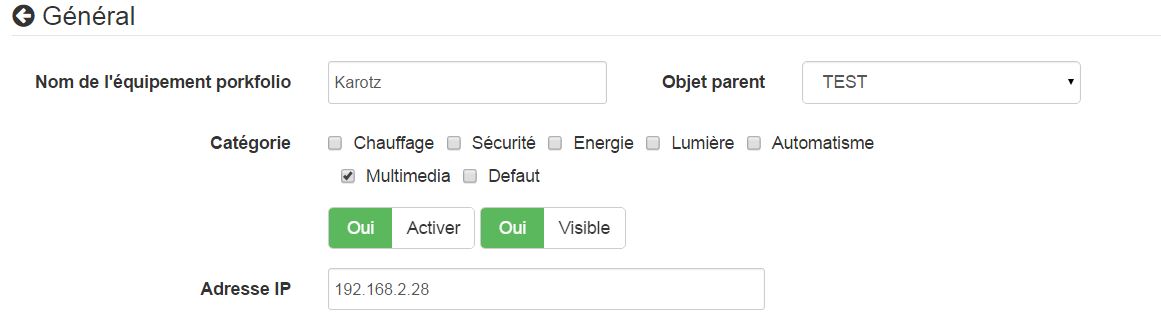 Général
Nom de l'équipement porkfolio Karotz Objet parent TEST
Catégorie Chauffage Sécurité Energie Lumière Automatisme
Multimedia Defaut
Oui Activer Oui Visible
Adresse IP 192.168.2.28